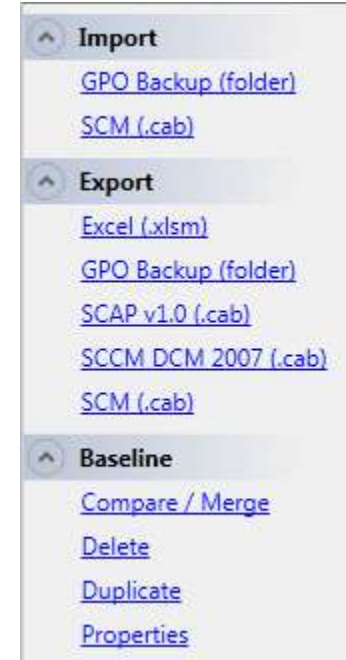 Import
GPO Backup (folder)
SCM (.cab)
Export
Excel (.xlsm)
GPO Backup (folder)
SCAP v1.0 (.cab)
SCCM DCM 2007 (.cab)
SCM (.cab)
Baseline
Compare / Merge
Delete
Duplicate
Properties